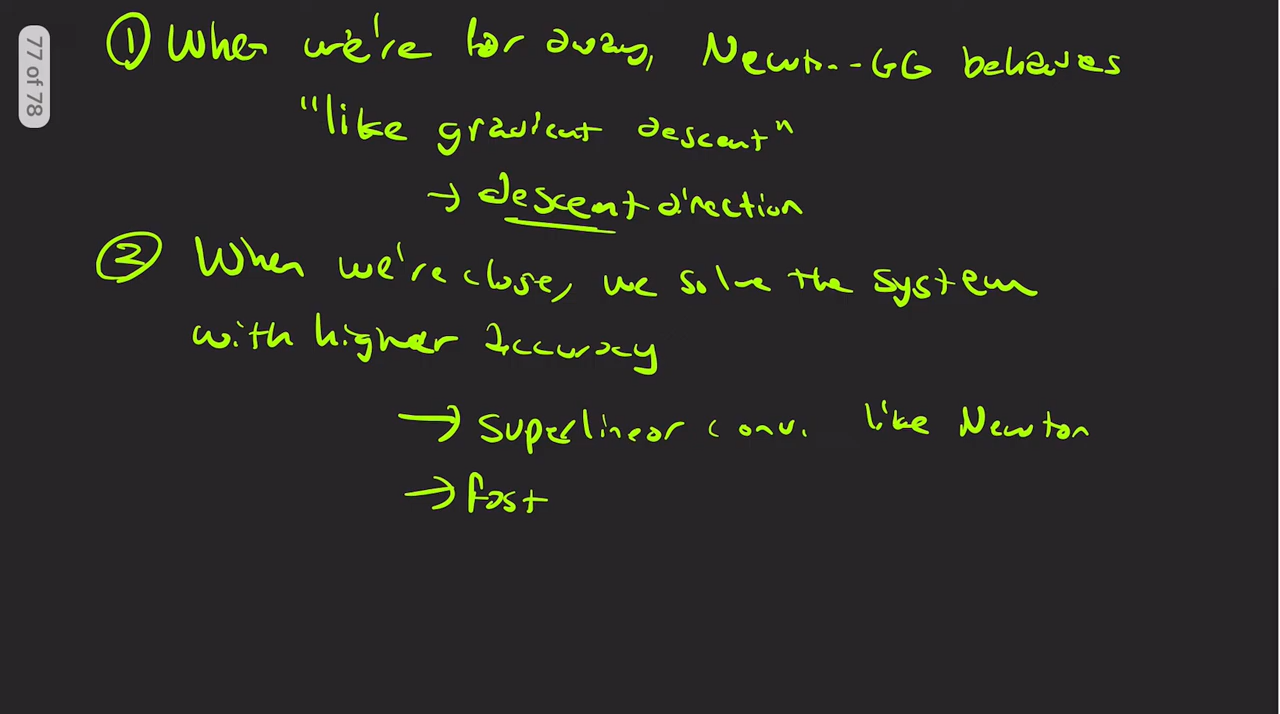 77 of 78
① When we're far away, Newton-GG behaves
"like gradient descent"
→ descent direction
② When we're close, we solve the system
with higher accuracy
→ superlinear conv. like Newton
→ fast